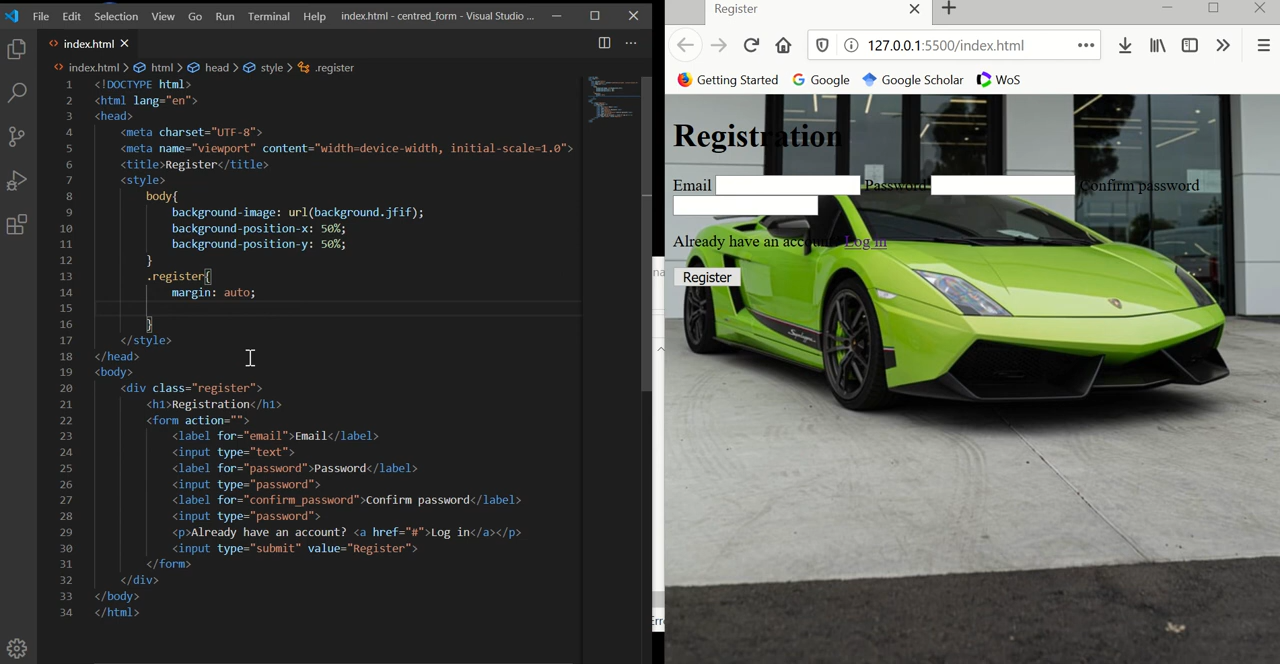 File Edit Selection View Go Run Terminal Help index.html - centred_form - Visual Studio ...
index.html
index.html > html > head > style > .register
1 <!DOCTYPE html>
2 <html lang="en">
3 <head>
4 <meta charset="UTF-8">
5 <meta name="viewport" content="width=device-width, initial-scale=1.0">
6 <title>Register</title>
7 <style>
8 body{
9 background-image: url(background.jfif);
10 background-position-x: 50%;
11 background-position-y: 50%;
12 }
13 .register{
14 margin: auto;
15
16 }
17 </style>
18 </head>
19 <body>
20 <div class="register">
21 <h1>Registration</h1>
22 <form action="">
23 <label for="email">Email</label>
24 <input type="text">
25 <label for="password">Password</label>
26 <input type="password">
27 <label for="confirm_password">Confirm password</label>
28 <input type="password">
29 <p>Already have an account? <a href="#">Log in</a></p>
30 <input type="submit" value="Register">
31 </form>
32 </div>
33 </body>
34 </html>
Register
127.0.0.1:5500/index.html
Getting Started Google Google Scholar WoS
Registration
Email Password Confirm password
Already have an account? Log in
Register